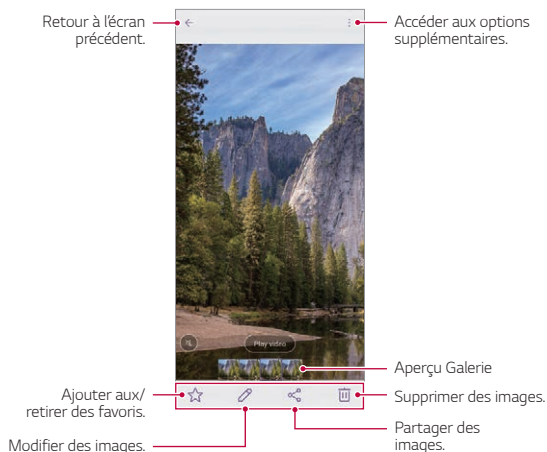 Retour à l'écran
précédent.
Accéder aux options
supplémentaires.
Play video
Aperçu Galerie
Ajouter aux/
retirer des favoris.
Supprimer des images.
Modifier des images.
Partager des
images.